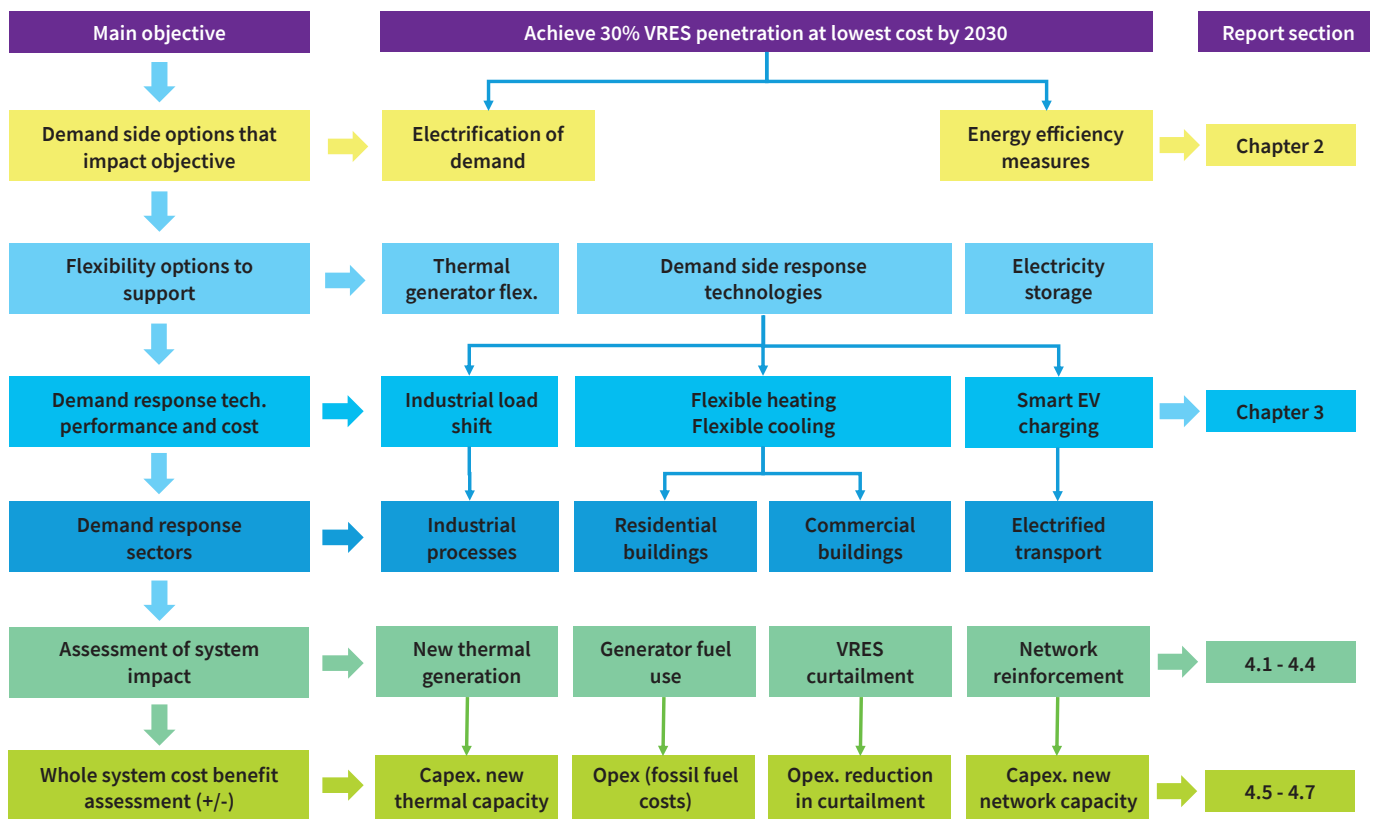 Main objective
Achieve 30% VRES penetration at lowest cost by 2030
Report section
Demand side options that
impact objective
Electrification of
demand
Energy efficiency
measures
Chapter 2
Flexibility options to
support
Thermal
generator flex.
Demand side response
technologies
Electricity
storage
Demand response tech.
performance and cost
Industrial load
shift
Flexible heating
Flexible cooling
Smart EV
charging
Chapter 3
Demand response
sectors
Industrial
processes
Residential
buildings
Commercial
buildings
Electrified
transport
Assessment of system
impact
New thermal
generation
Generator fuel
use
VRES
curtailment
Network
reinforcement
4.1 - 4.4
Whole system cost benefit
assessment (+/-)
Capex. new
thermal capacity
Opex (fossil fuel
costs)
Opex. reduction
in curtailment
Capex. new
network capacity
4.5 - 4.7